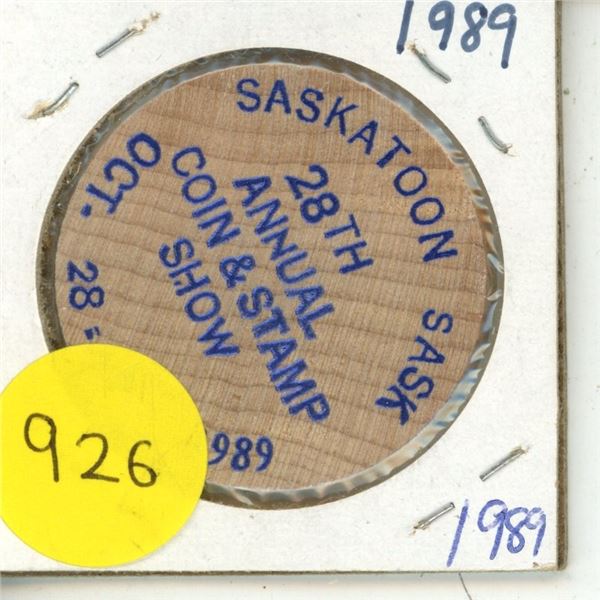 1989
SASKATOON SASK
28TH
ANNUAL
COIN & STAMP
SHOW
OCT. 28 -
989
926
1989